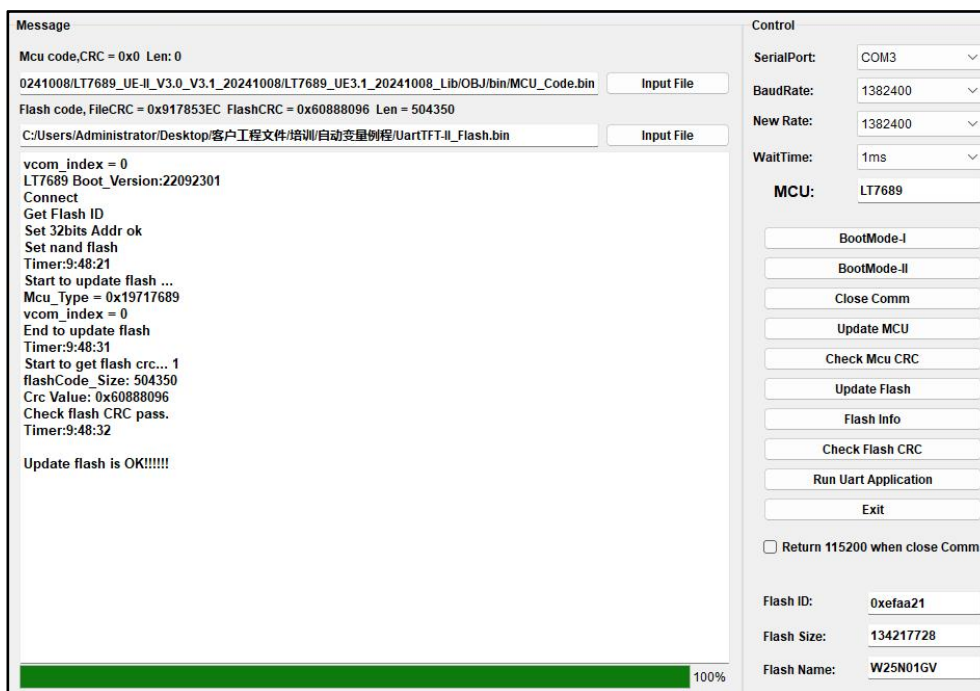 Message
Mcu code,CRC = 0x0 Len: 0
0241008/LT7689_UE-II_V3.0_V3.1_20241008/LT7689_UE3.1_20241008_Lib/OBJ/bin/MCU_Code.bin
Input File
Flash code, FileCRC = 0x917853EC FlashCRC = 0x60888096 Len = 504350
C:/Users/Administrator/Desktop/客户工程文件/培训/自动变量例程/UartTFT-II_Flash.bin
Input File
vcom_index = 0
LT7689 Boot_Version:22092301
Connect
Get Flash ID
Set 32bits Addr ok
Set nand flash
Timer:9:48:21
Start to update flash ...
Mcu_Type = 0x19717689
vcom_index = 0
End to update flash
Timer:9:48:31
Start to get flash crc... 1
flashCode_Size: 504350
Crc Value: 0x60888096
Check flash CRC pass.
Timer:9:48:32
Update flash is OK!!!!!!
100%
Control
SerialPort: COM3
BaudRate: 1382400
New Rate: 1382400
WaitTime: 1ms
MCU: LT7689
BootMode-I
BootMode-II
Close Comm
Update MCU
Check Mcu CRC
Update Flash
Flash Info
Check Flash CRC
Run Uart Application
Exit
Return 115200 when close Comm
Flash ID: 0xefaa21
Flash Size: 134217728
Flash Name: W25N01GV